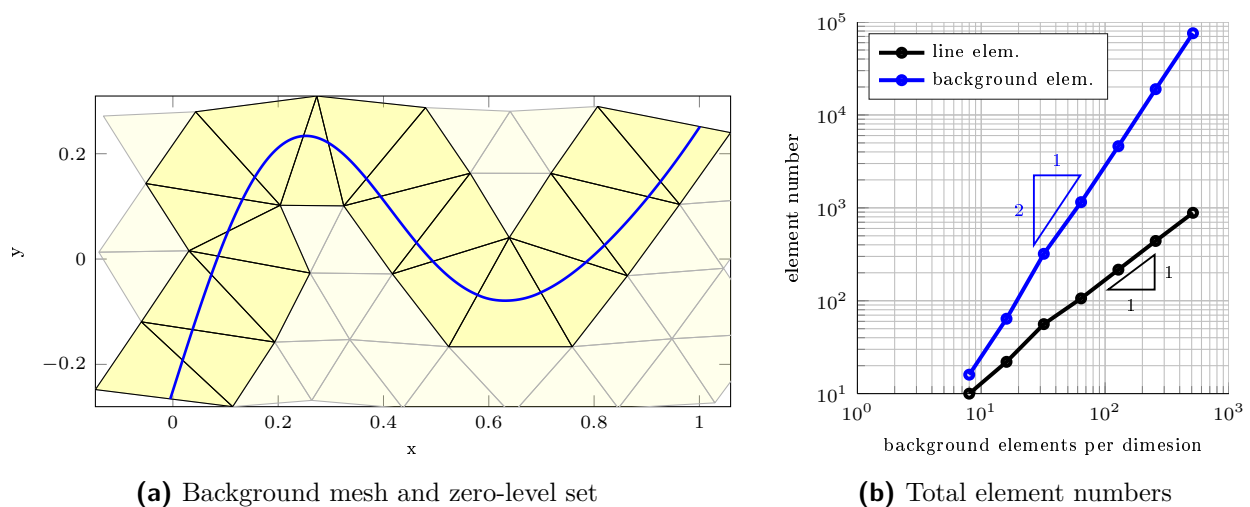 0.2
0
−0.2
y
0
0.2
0.4
0.6
0.8
1
x
(a) Background mesh and zero-level set
10^5
10^4
10^3
10^2
10^1
element number
line elem.
background elem.
1
2
1
1
10^0
10^1
10^2
10^3
background elements per dimesion
(b) Total element numbers